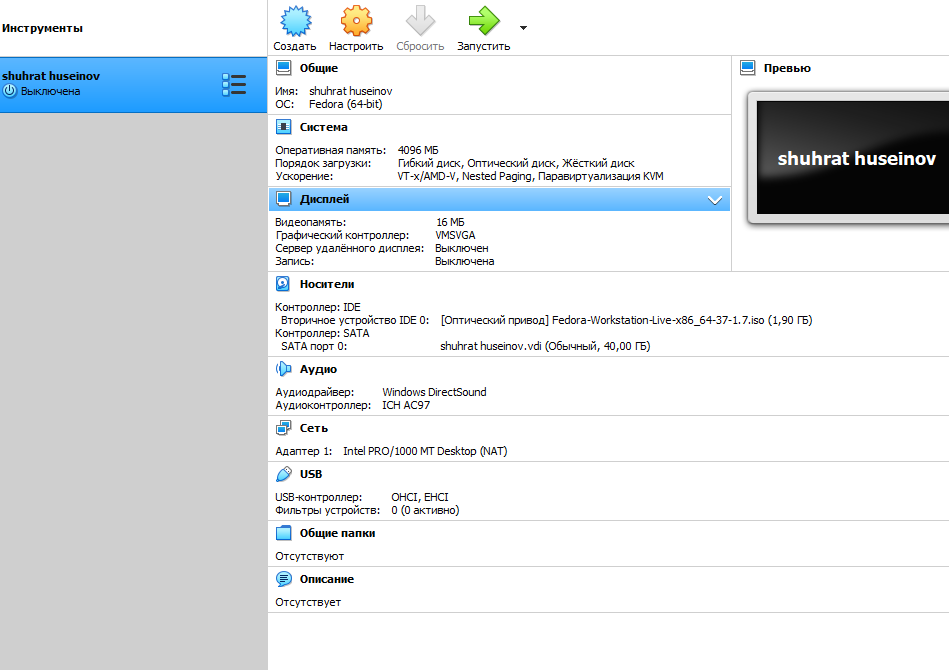 Инструменты
Создать Настроить Сбросить Запустить
shuhrat huseinov
Выключена
Общие
Имя: shuhrat huseinov
ОС: Fedora (64-bit)
Система
Оперативная память: 4096 МБ
Порядок загрузки: Гибкий диск, Оптический диск, Жёсткий диск
Ускорение: VT-x/AMD-V, Nested Paging, Паравиртуализация KVM
Дисплей
Видеопамять: 16 МБ
Графический контроллер: VMSVGA
Сервер удалённого дисплея: Выключен
Запись: Выключена
Превью
shuhrat huseinov
Носители
Контроллер: IDE
Вторичное устройство IDE 0: [Оптический привод] Fedora-Workstation-Live-x86_64-37-1.7.iso (1,90 ГБ)
Контроллер: SATA
SATA порт 0: shuhrat huseinov.vdi (Обычный, 40,00 ГБ)
Аудио
Аудиодрайвер: Windows DirectSound
Аудиоконтроллер: ICH AC97
Сеть
Адаптер 1: Intel PRO/1000 MT Desktop (NAT)
USB
USB-контроллер: OHCI, EHCI
Фильтры устройств: 0 (0 активно)
Общие папки
Отсутствуют
Описание
Отсутствует